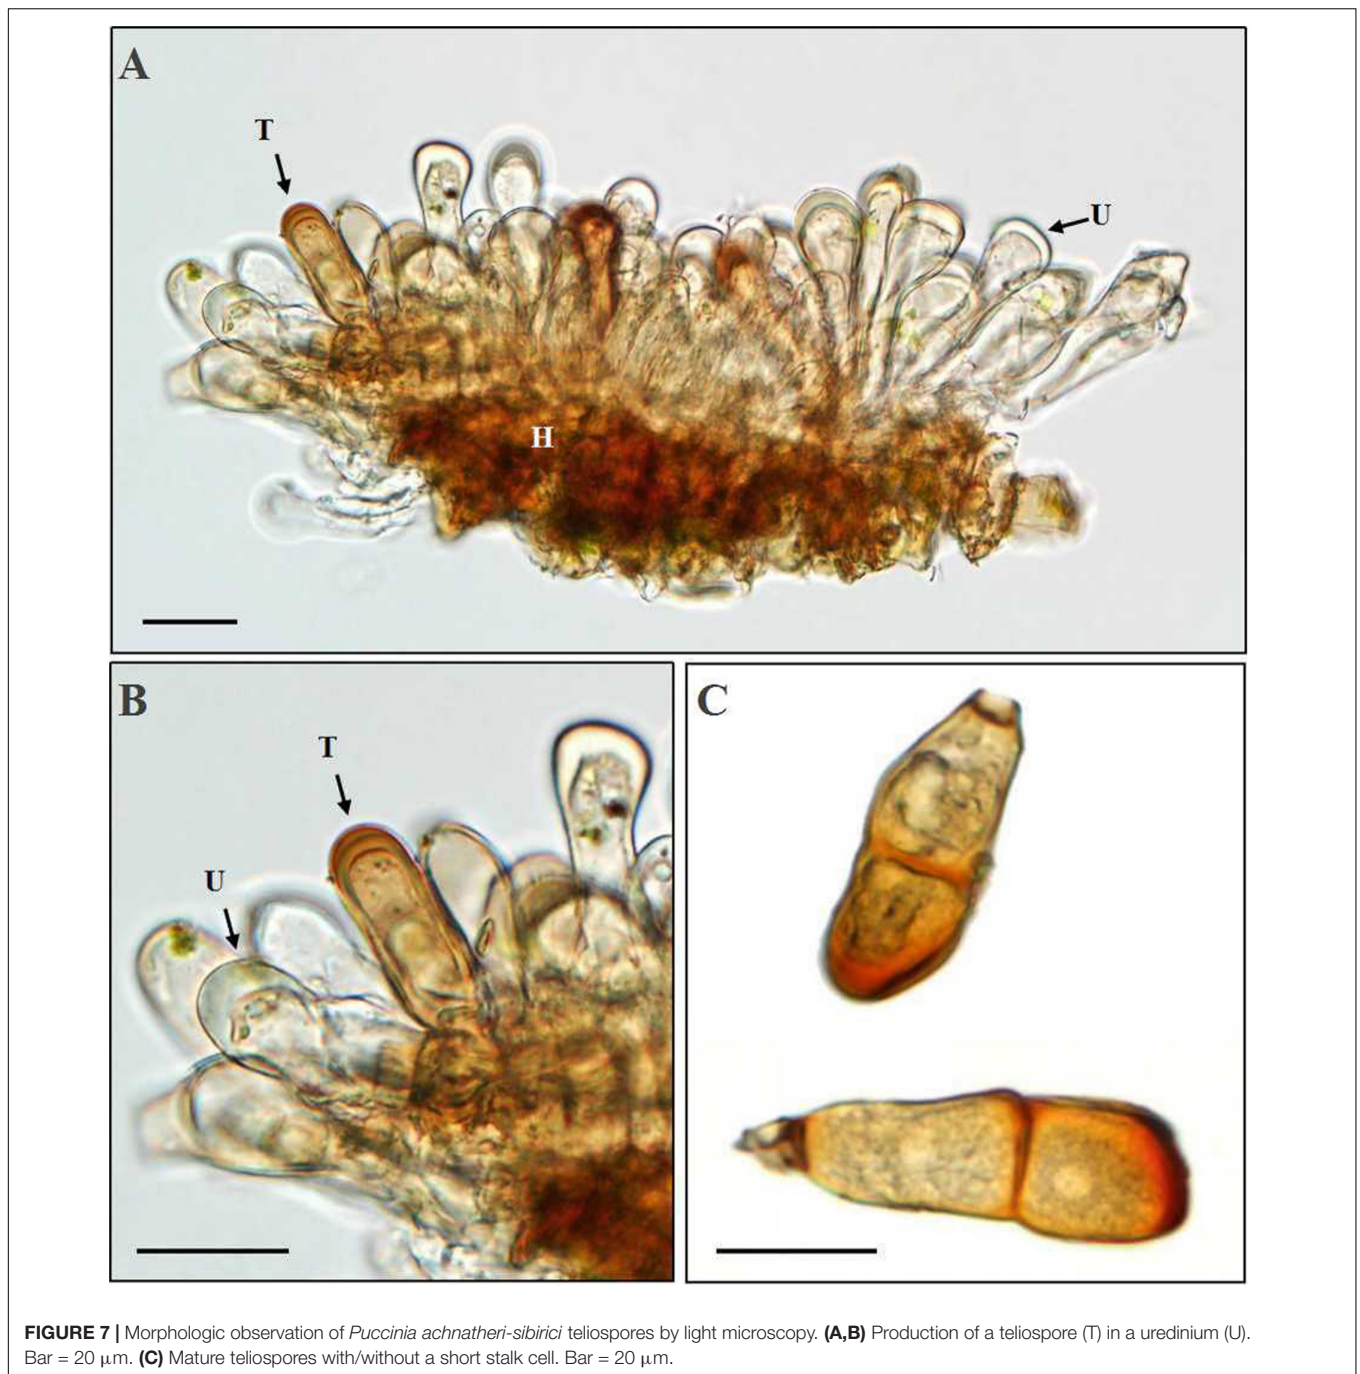 A
T
U
H
B
T
U
C
FIGURE 7 | Morphologic observation of Puccinia achnatheri-sibirici teliospores by light microscopy. (A,B) Production of a teliospore (T) in a uredinium (U).
Bar = 20 μm. (C) Mature teliospores with/without a short stalk cell. Bar = 20 μm.